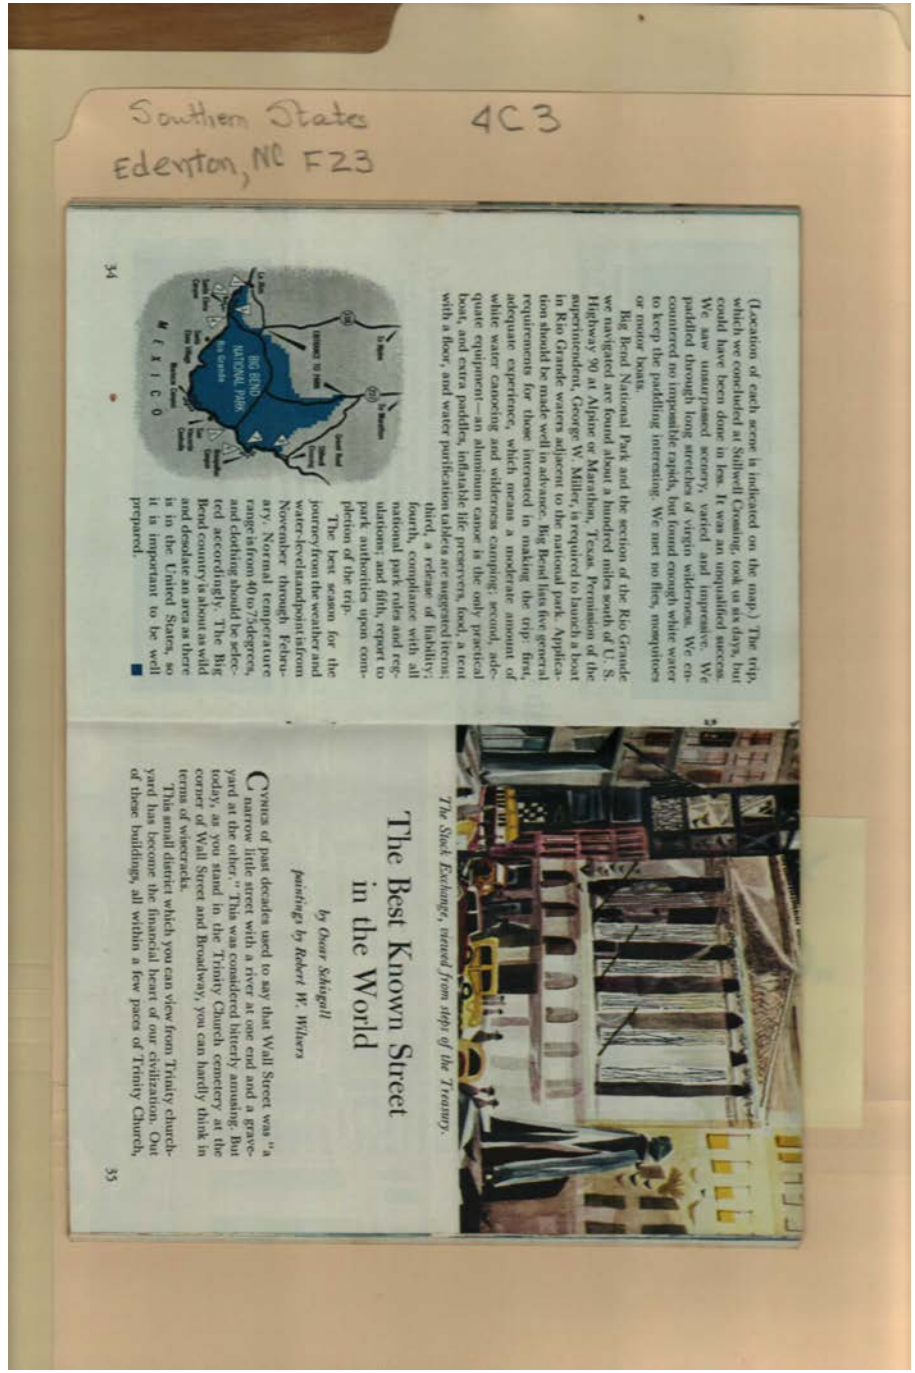 Southern States 4C3
Edenton, NC F23
(Location of each scene is indicated on the map.) The trip,
which we concluded at Stillwell Crossing, took us six days, but
could have been done in less. It was an unqualified success.
We saw unsurpassed scenery, varied and impressive. We
paddled through long stretches of virgin wilderness. We en-
countered no impossible rapids, but found enough white water
to keep the paddling interesting. We met no flies, mosquitoes
or motor boats.
Big Bend National Park and the section of the Rio Grande
we navigated are found about a hundred miles south of U. S.
Highway 90 at Alpine or Marathon, Texas. Permission of the
superintendent, George W. Miller, is required to launch a boat
in Rio Grande waters adjacent to the national park. Applica-
tion should be made well in advance. Big Bend lists five general
requirements for those interested in making the trip: first,
adequate experience, which means a moderate amount of
white water canoeing and wilderness camping; second, ade-
quate equipment—an aluminum canoe is the only practical
boat, and extra paddles, inflatable life preservers, food, a tent
with a floor, and water purification tablets are suggested items;
third, a release of liability;
fourth, compliance with all
national park rules and reg-
ulations; and fifth, report to
park authorities upon com-
pletion of the trip.
The best season for the
journey from the weather and
water-level standpoint is from
November through Febru-
ary. Normal temperature
range is from 40 to 75 degrees,
and clothing should be selec-
ted accordingly. The Big
Bend country is about as wild
and desolate an area as there
is in the United States, so
it is important to be well
prepared.
To Alpine
To Marathon
ENTRANCE TO PARK
BIG BEND
NATIONAL PARK
Rio Grande
MEXICO
Stillwell
Crossing
34
The Stock Exchange, viewed from steps of the Treasury.
The Best Known Street
in the World
by Oscar Schisgall
paintings by Robert W. Wilvers
CYNICS of past decades used to say that Wall Street was "a
narrow little street with a river at one end and a grave-
yard at the other." This was considered bitterly amusing. But
today, as you stand in the Trinity Church cemetery at the
corner of Wall Street and Broadway, you can hardly think in
terms of wisecracks.
This small district which you can view from Trinity church-
yard has become the financial heart of our civilization. Out
of these buildings, all within a few paces of Trinity Church,
35